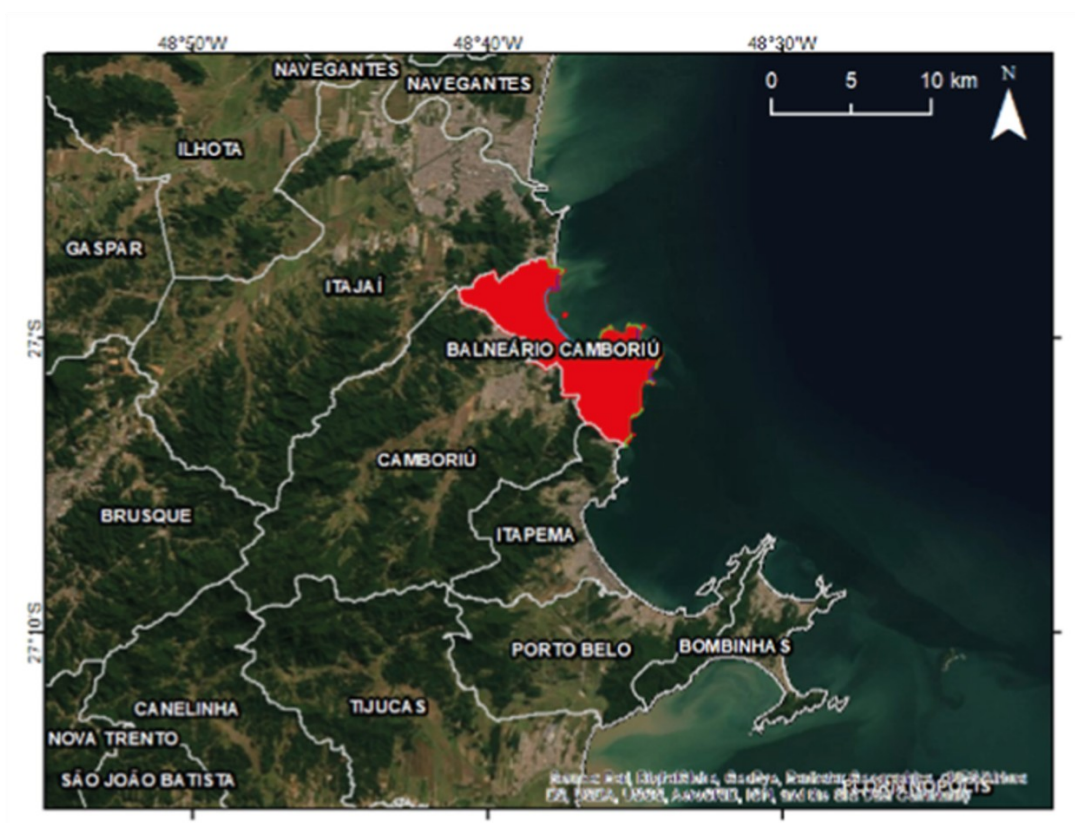 48°50'W 48°40'W 48°30'W
NAVEGANTES
NAVEGANTES
0 5 10 km
N
ILHOTA
GASPAR
ITAJAÍ
27°S
BALNEÁRIO CAMBORIÚ
CAMBORIÚ
BRUSQUE
ITAPEMA
27°10'S
PORTO BELO
BOMBINHAS
CANELINHA
TIJUCAS
NOVA TRENTO
SÃO JOÃO BATISTA
FLORIANÓPOLIS